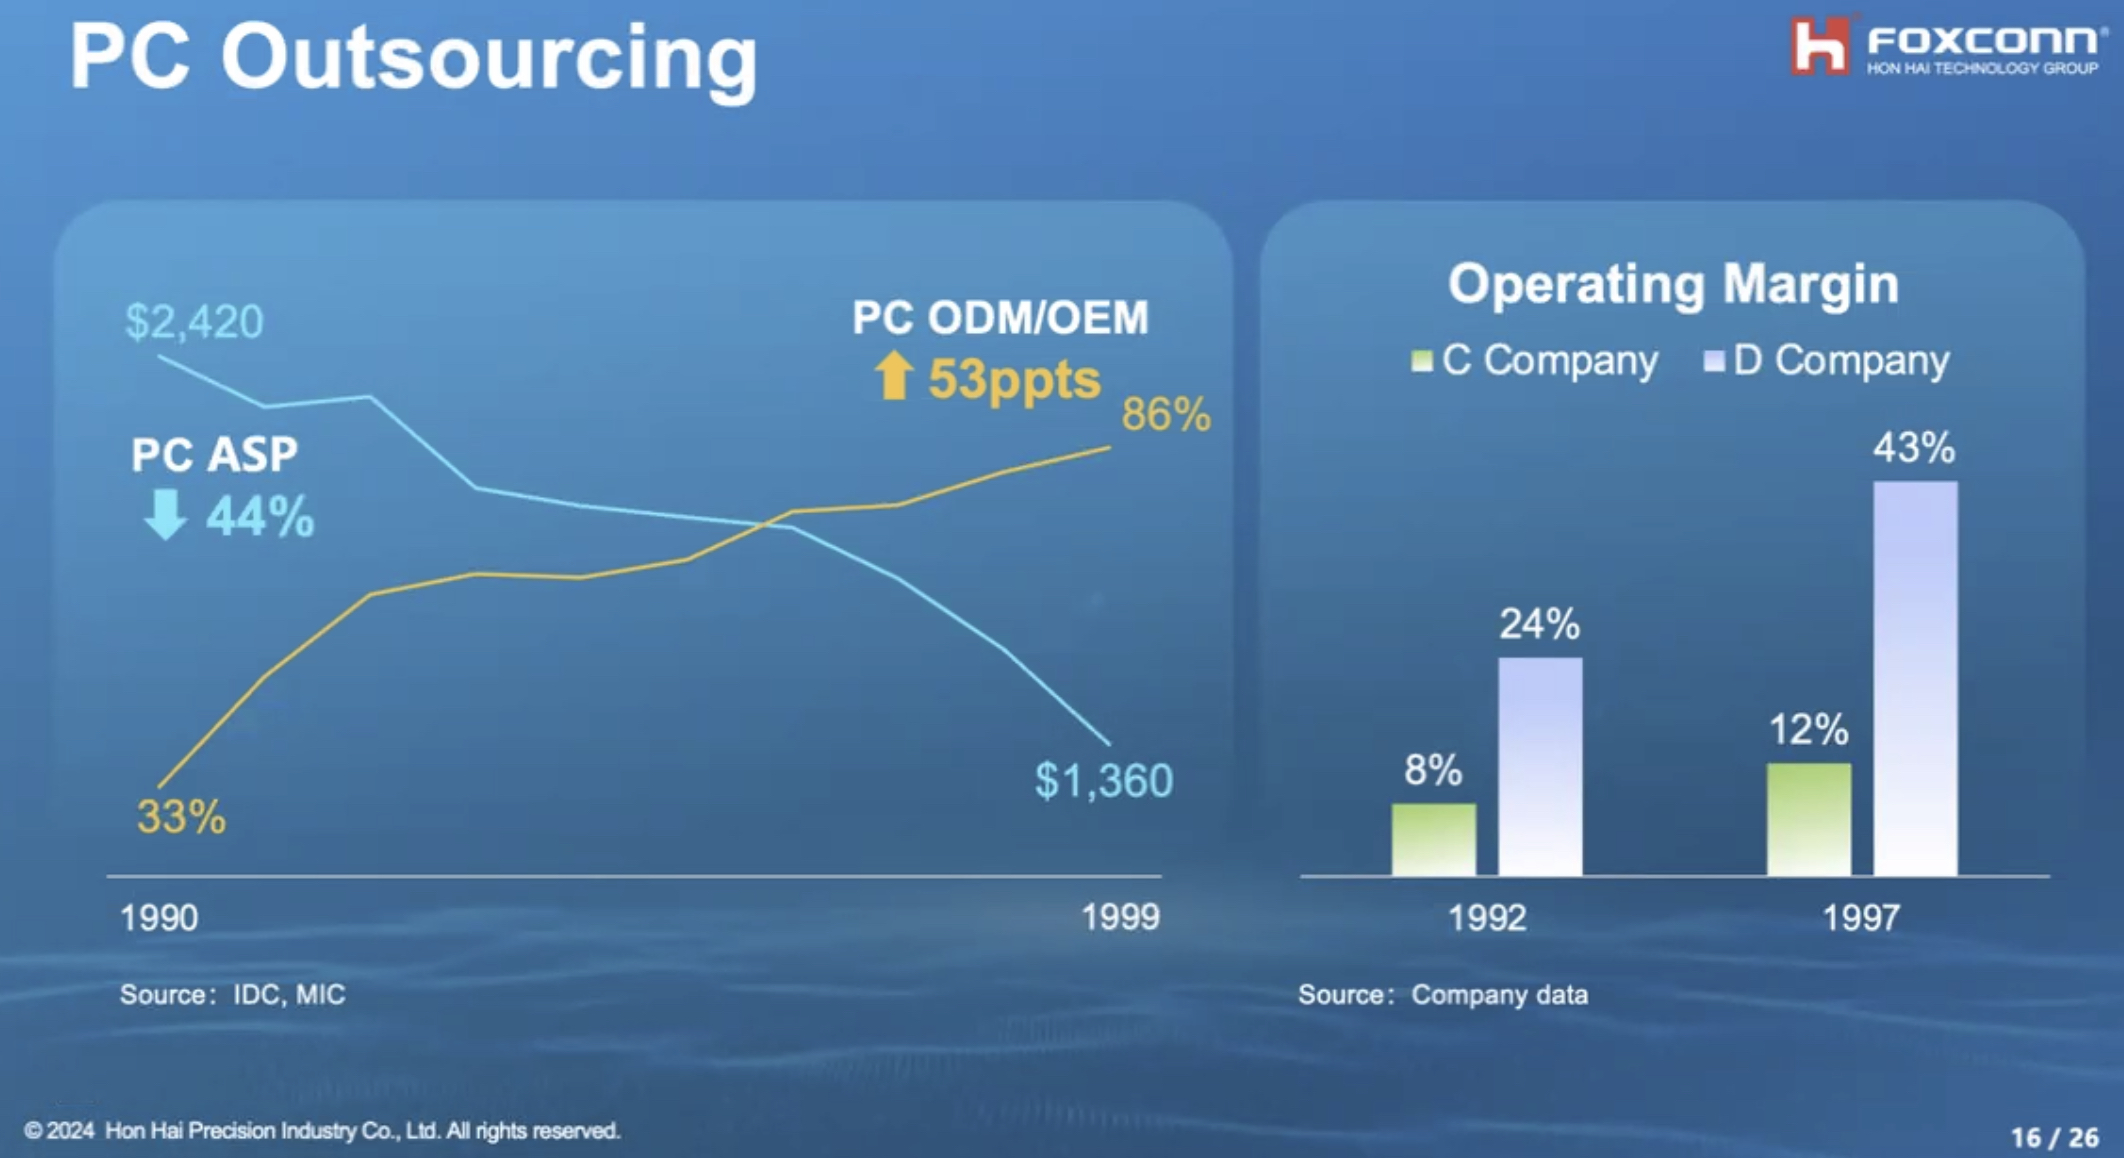 PC Outsourcing
h FOXCONN®
HON HAI TECHNOLOGY GROUP
$2,420
PC ASP
44%
PC ODM/OEM
53ppts
86%
33%
$1,360
1990
1999
Source: IDC, MIC
Operating Margin
C Company D Company
8%
24%
12%
43%
1992
1997
Source: Company data
© 2024 Hon Hai Precision Industry Co., Ltd. All rights reserved.
16 / 26